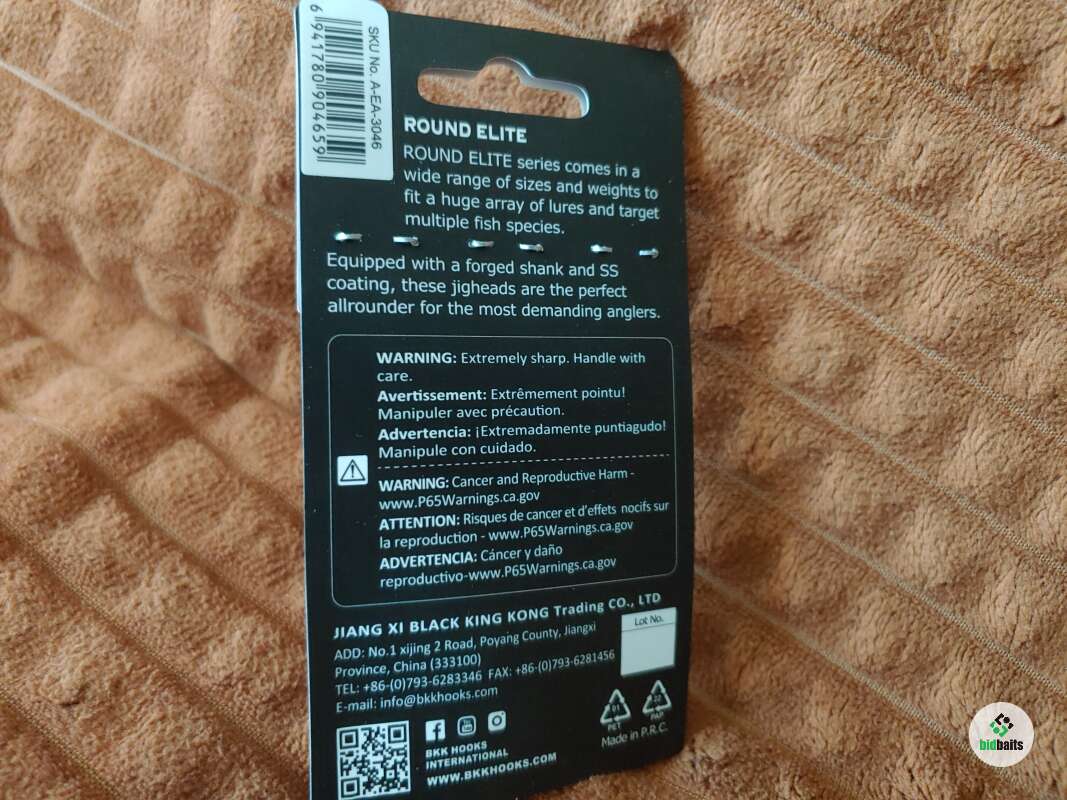 SKU No. A-EA-3046
6 941780 904659
ROUND ELITE
ROUND ELITE series comes in a
wide range of sizes and weights to
fit a huge array of lures and target
multiple fish species.
Equipped with a forged shank and SS
coating, these jigheads are the perfect
allrounder for the most demanding anglers.
WARNING: Extremely sharp. Handle with
care.
Avertissement: Extrêmement pointu!
Manipuler avec précaution.
Advertencia: ¡Extremadamente puntiagudo!
Manipule con cuidado.
WARNING: Cancer and Reproductive Harm -
www.P65Warnings.ca.gov
ATTENTION: Risques de cancer et d'effets nocifs sur
la reproduction - www.P65Warnings.ca.gov
ADVERTENCIA: Cáncer y daño
reproductivo-www.P65Warnings.ca.gov
JIANG XI BLACK KING KONG Trading CO., LTD
ADD: No.1 xijing 2 Road, Poyang County, Jiangxi
Province, China (333100)
TEL: +86-(0)793-6283346 FAX: +86-(0)793-6281456
E-mail: info@bkkhooks.com
Lot No.
01
PET
22
PAP
Made in P.R.C.
BKK HOOKS
INTERNATIONAL
WWW.BKKHOOKS.COM
bidbaits